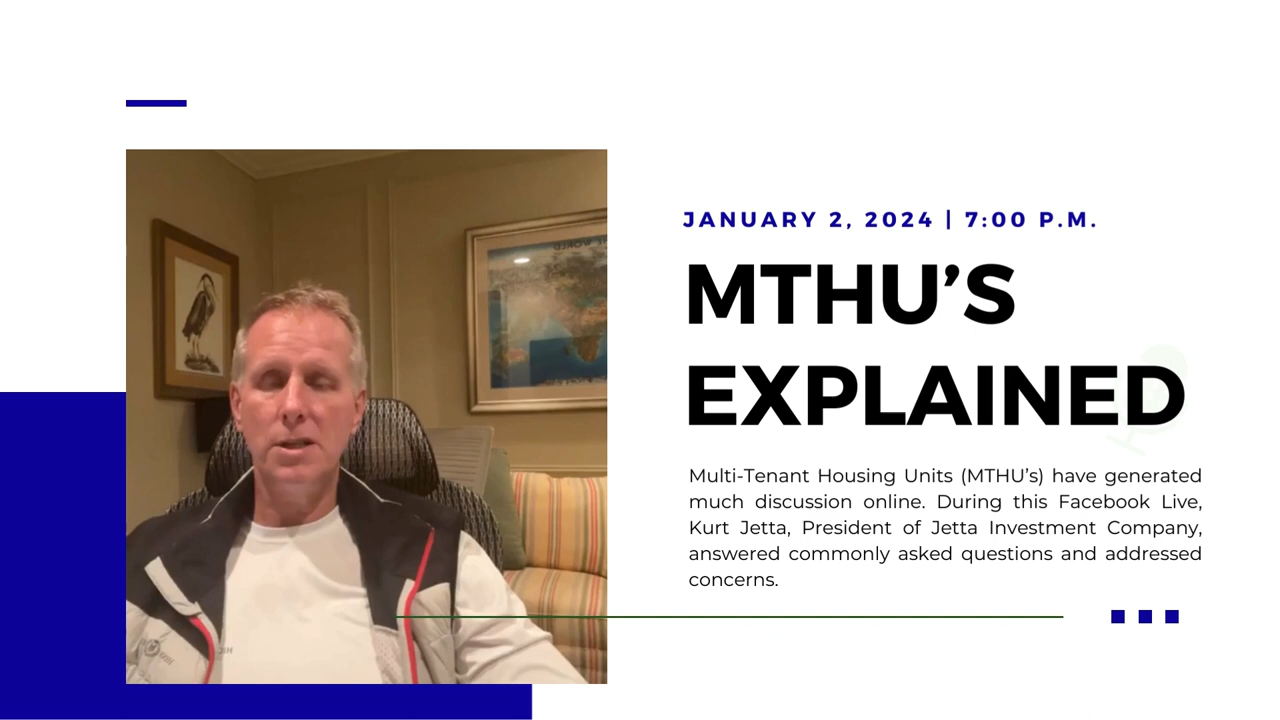 JANUARY 2, 2024 | 7:00 P.M.
MTHU’S
EXPLAINED
Multi-Tenant Housing Units (MTHU’s) have generated
much discussion online. During this Facebook Live,
Kurt Jetta, President of Jetta Investment Company,
answered commonly asked questions and addressed
concerns.